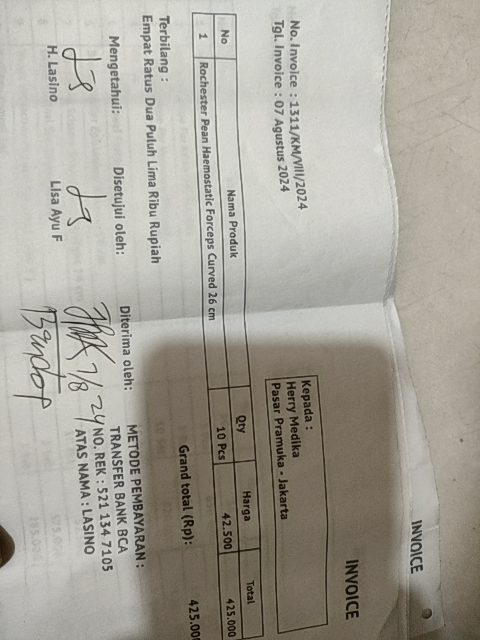 INVOICE
INVOICE
No. Invoice : 1311/KM/VIII/2024
Tgl. Invoice : 07 Agustus 2024
Kepada :
Herry Medika
Pasar Pramuka - Jakarta
No Nama Produk Qty Harga Total
1 Rochester Pean Haemostatic Forceps Curved 26 cm 10 Pcs 42.500 425.000
Grand total (Rp): 425.000
Terbilang :
Empat Ratus Dua Puluh Lima Ribu Rupiah
Mengetahui: Disetujui oleh: Diterima oleh:
H. Lasino Lisa Ayu F
7/8 24
METODE PEMBAYARAN :
TRANSFER BANK BCA
NO. REK : 521 134 7105
ATAS NAMA : LASINO